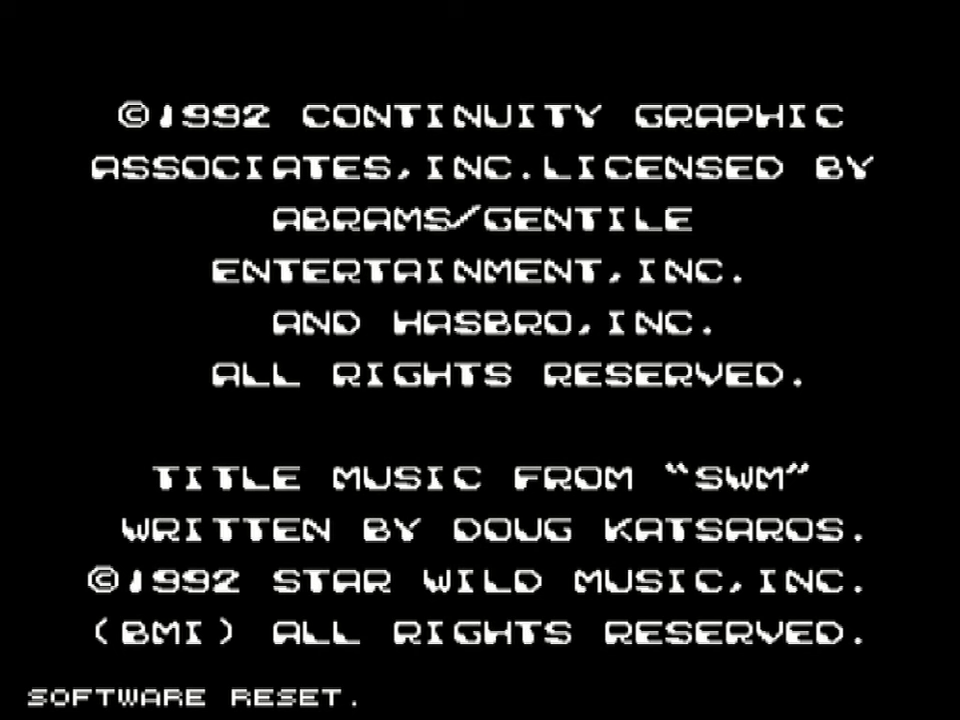 ©1992 CONTINUITY GRAPHIC
ASSOCIATES,INC.LICENSED BY
ABRAMS/GENTILE
ENTERTAINMENT,INC.
AND HASBRO,INC.
ALL RIGHTS RESERVED.
TITLE MUSIC FROM “SWM”
WRITTEN BY DOUG KATSAROS.
©1992 STAR WILD MUSIC,INC.
(BMI) ALL RIGHTS RESERVED.
SOFTWARE RESET.